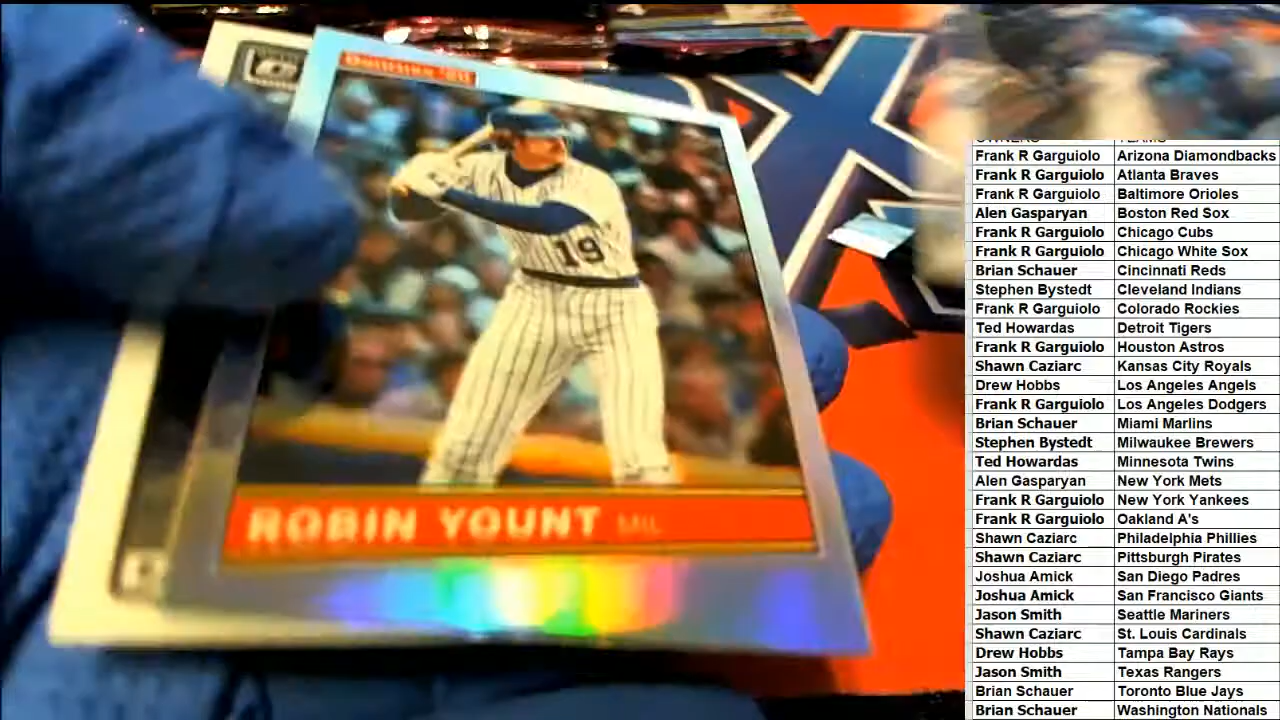 Donruss '86
19
ROBIN YOUNT MIL
OWNERS TEAMS
Frank R Garguiolo Arizona Diamondbacks
Frank R Garguiolo Atlanta Braves
Frank R Garguiolo Baltimore Orioles
Alen Gasparyan Boston Red Sox
Frank R Garguiolo Chicago Cubs
Frank R Garguiolo Chicago White Sox
Brian Schauer Cincinnati Reds
Stephen Bystedt Cleveland Indians
Frank R Garguiolo Colorado Rockies
Ted Howardas Detroit Tigers
Frank R Garguiolo Houston Astros
Shawn Caziarc Kansas City Royals
Drew Hobbs Los Angeles Angels
Frank R Garguiolo Los Angeles Dodgers
Brian Schauer Miami Marlins
Stephen Bystedt Milwaukee Brewers
Ted Howardas Minnesota Twins
Alen Gasparyan New York Mets
Frank R Garguiolo New York Yankees
Frank R Garguiolo Oakland A's
Shawn Caziarc Philadelphia Phillies
Shawn Caziarc Pittsburgh Pirates
Joshua Amick San Diego Padres
Joshua Amick San Francisco Giants
Jason Smith Seattle Mariners
Shawn Caziarc St. Louis Cardinals
Drew Hobbs Tampa Bay Rays
Jason Smith Texas Rangers
Brian Schauer Toronto Blue Jays
Brian Schauer Washington Nationals